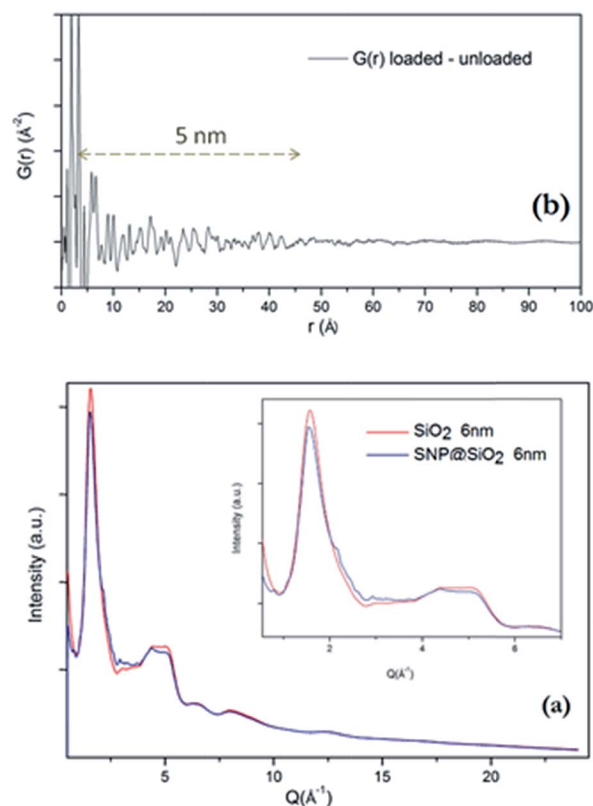 G(r) loaded - unloaded
5 nm
G(r) (Å⁻²)
(b)
0 10 20 30 40 50 60 70 80 90 100
r (Å)
SiO₂ 6nm
SNP@SiO₂ 6nm
Intensity (a.u.)
2 4 6
Q(Å⁻¹)
Intensity (a.u.)
(a)
5 10 15 20
Q(Å⁻¹)